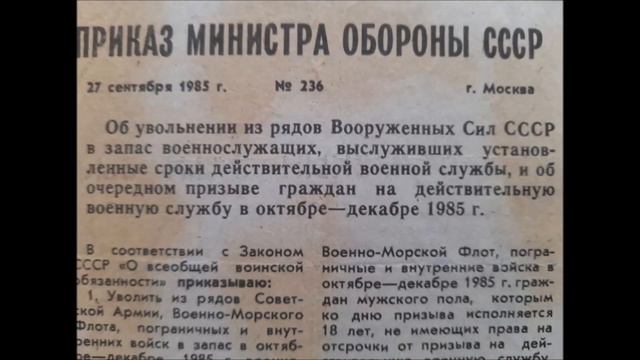 ПРИКАЗ МИНИСТРА ОБОРОНЫ СССР
27 сентября 1985 г. № 236 г. Москва
Об увольнении из рядов Вооруженных Сил СССР
в запас военнослужащих, выслуживших установ-
ленные сроки действительной военной службы, и об
очередном призыве граждан на действительную
военную службу в октябре—декабре 1985 г.
В соответствии с Законом
СССР «О всеобщей воинской
обязанности» приказываю:
1. Уволить из рядов Совет-
ской Армии, Военно-Морского
Флота, пограничных и внут-
ренних войск в запас в октяб-
ре—декабре 1985 г.
Военно-Морской Флот, погра-
ничные и внутренние войска в
октябре—декабре 1985 г. граж-
дан мужского пола, которым
ко дню призыва исполняется
18 лет, не имеющих права на
отсрочки от призыва на дей-